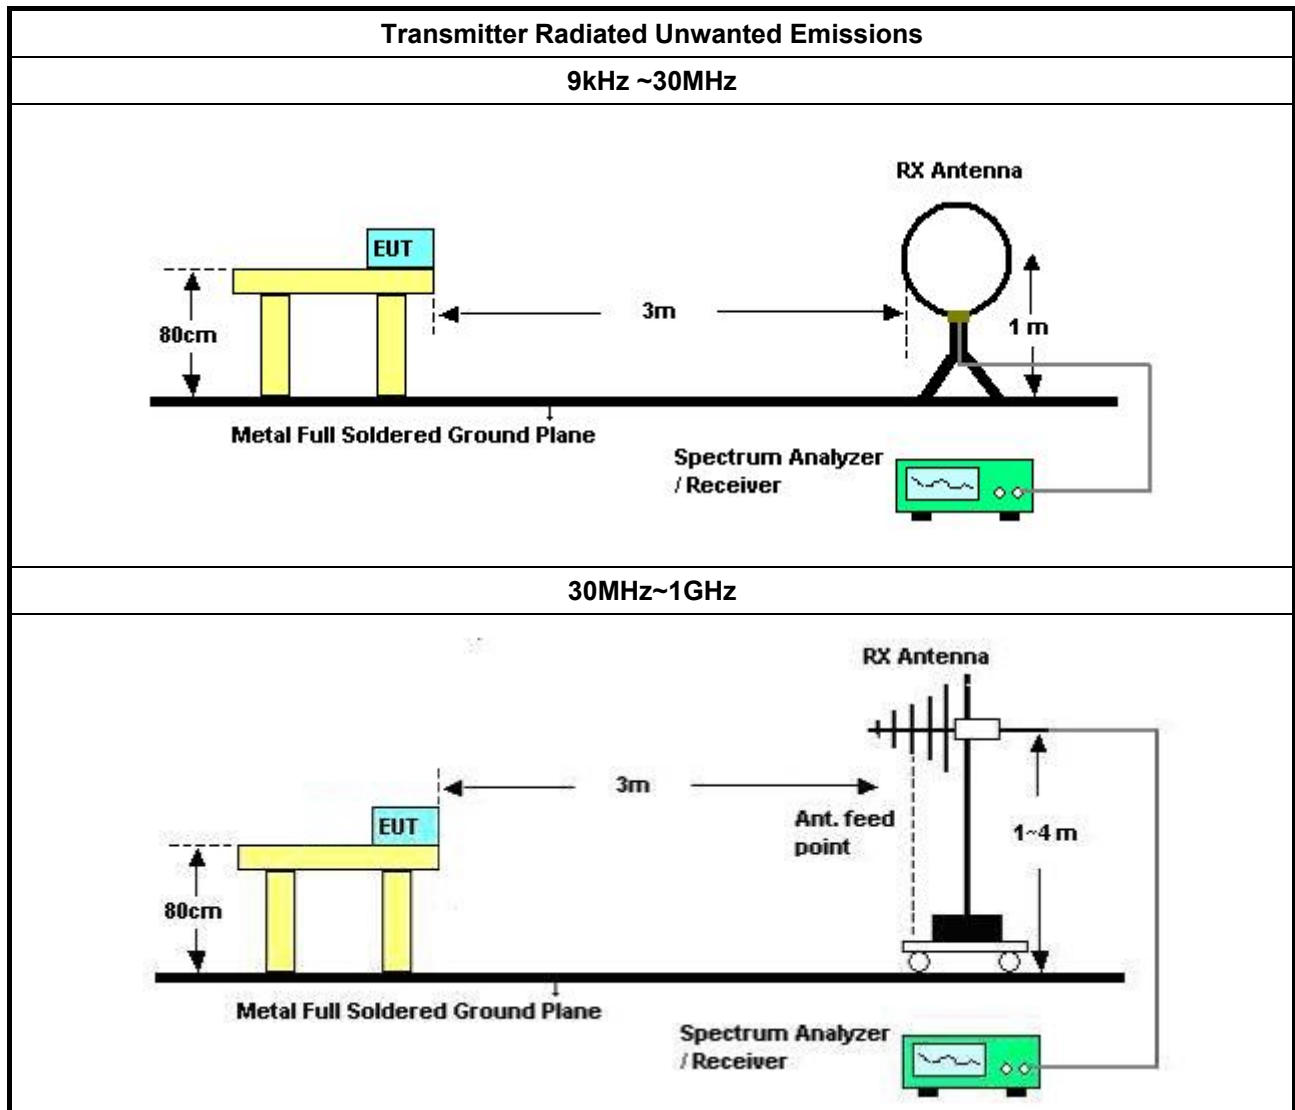 Transmitter Radiated Unwanted Emissions
9kHz ~30MHz
RX Antenna
EUT
3m
80cm
1 m
Metal Full Soldered Ground Plane
Spectrum Analyzer
/ Receiver
30MHz~1GHz
RX Antenna
3m
EUT
Ant. feed
point
1~4 m
80cm
Metal Full Soldered Ground Plane
Spectrum Analyzer
/ Receiver